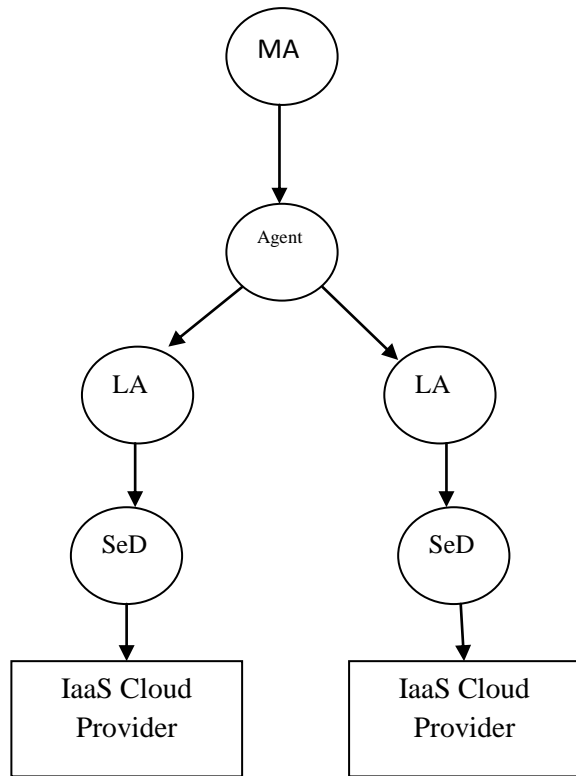 MA
Agent
LA
LA
SeD
SeD
IaaS Cloud
Provider
IaaS Cloud
Provider